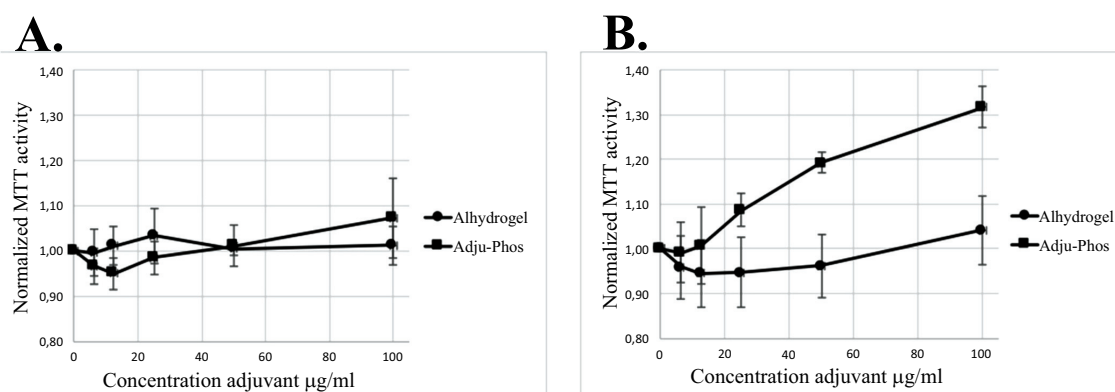 A.
1,40
1,30
1,20
1,10
1,00
0,90
0,80
Normalized MTT activity
0 20 40 60 80 100
Concentration adjuvant µg/ml
Alhydrogel
Adju-Phos
B.
1,40
1,30
1,20
1,10
1,00
0,90
0,80
Normalized MTT activity
0 20 40 60 80 100
Concentration adjuvant µg/ml
Alhydrogel
Adju-Phos